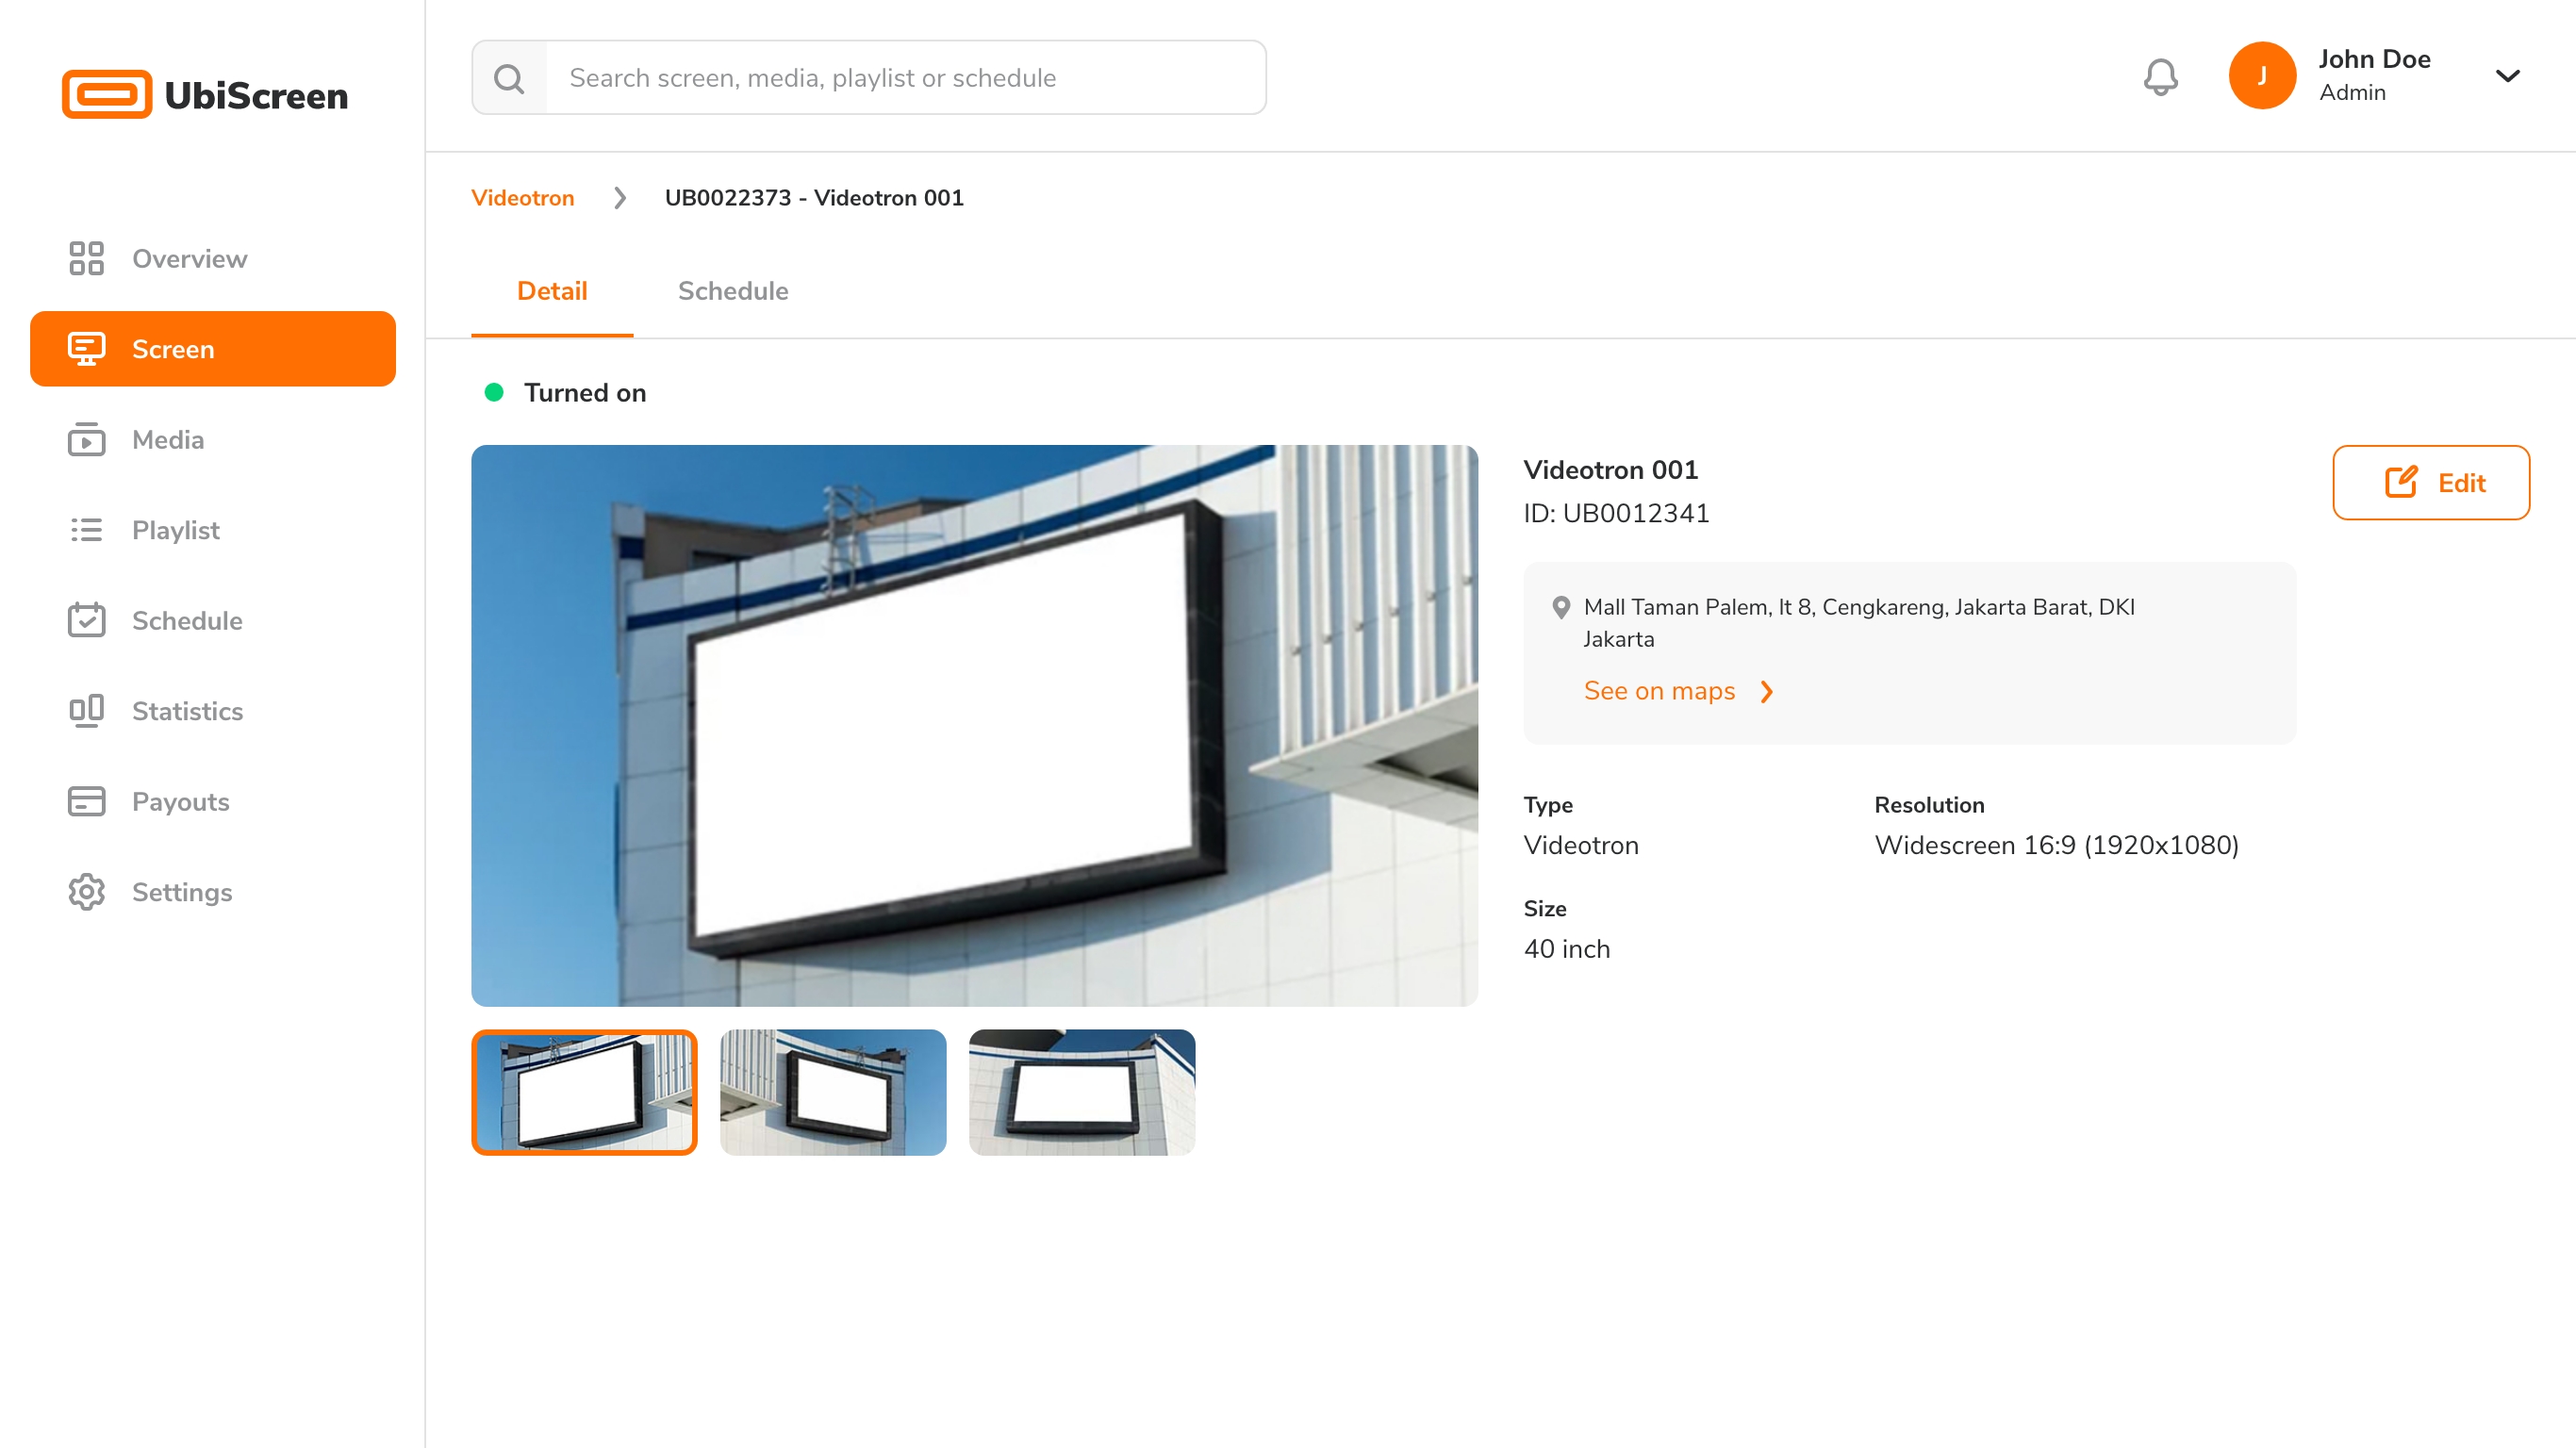 UbiScreen
Search screen, media, playlist or schedule
J
John Doe
Admin
Overview
Screen
Media
Playlist
Schedule
Statistics
Payouts
Settings
Videotron
UB0022373 - Videotron 001
Detail
Schedule
Turned on
Videotron 001
ID: UB0012341
Edit
Mall Taman Palem, lt 8, Cengkareng, Jakarta Barat, DKI
Jakarta
See on maps
Type
Videotron
Resolution
Widescreen 16:9 (1920x1080)
Size
40 inch